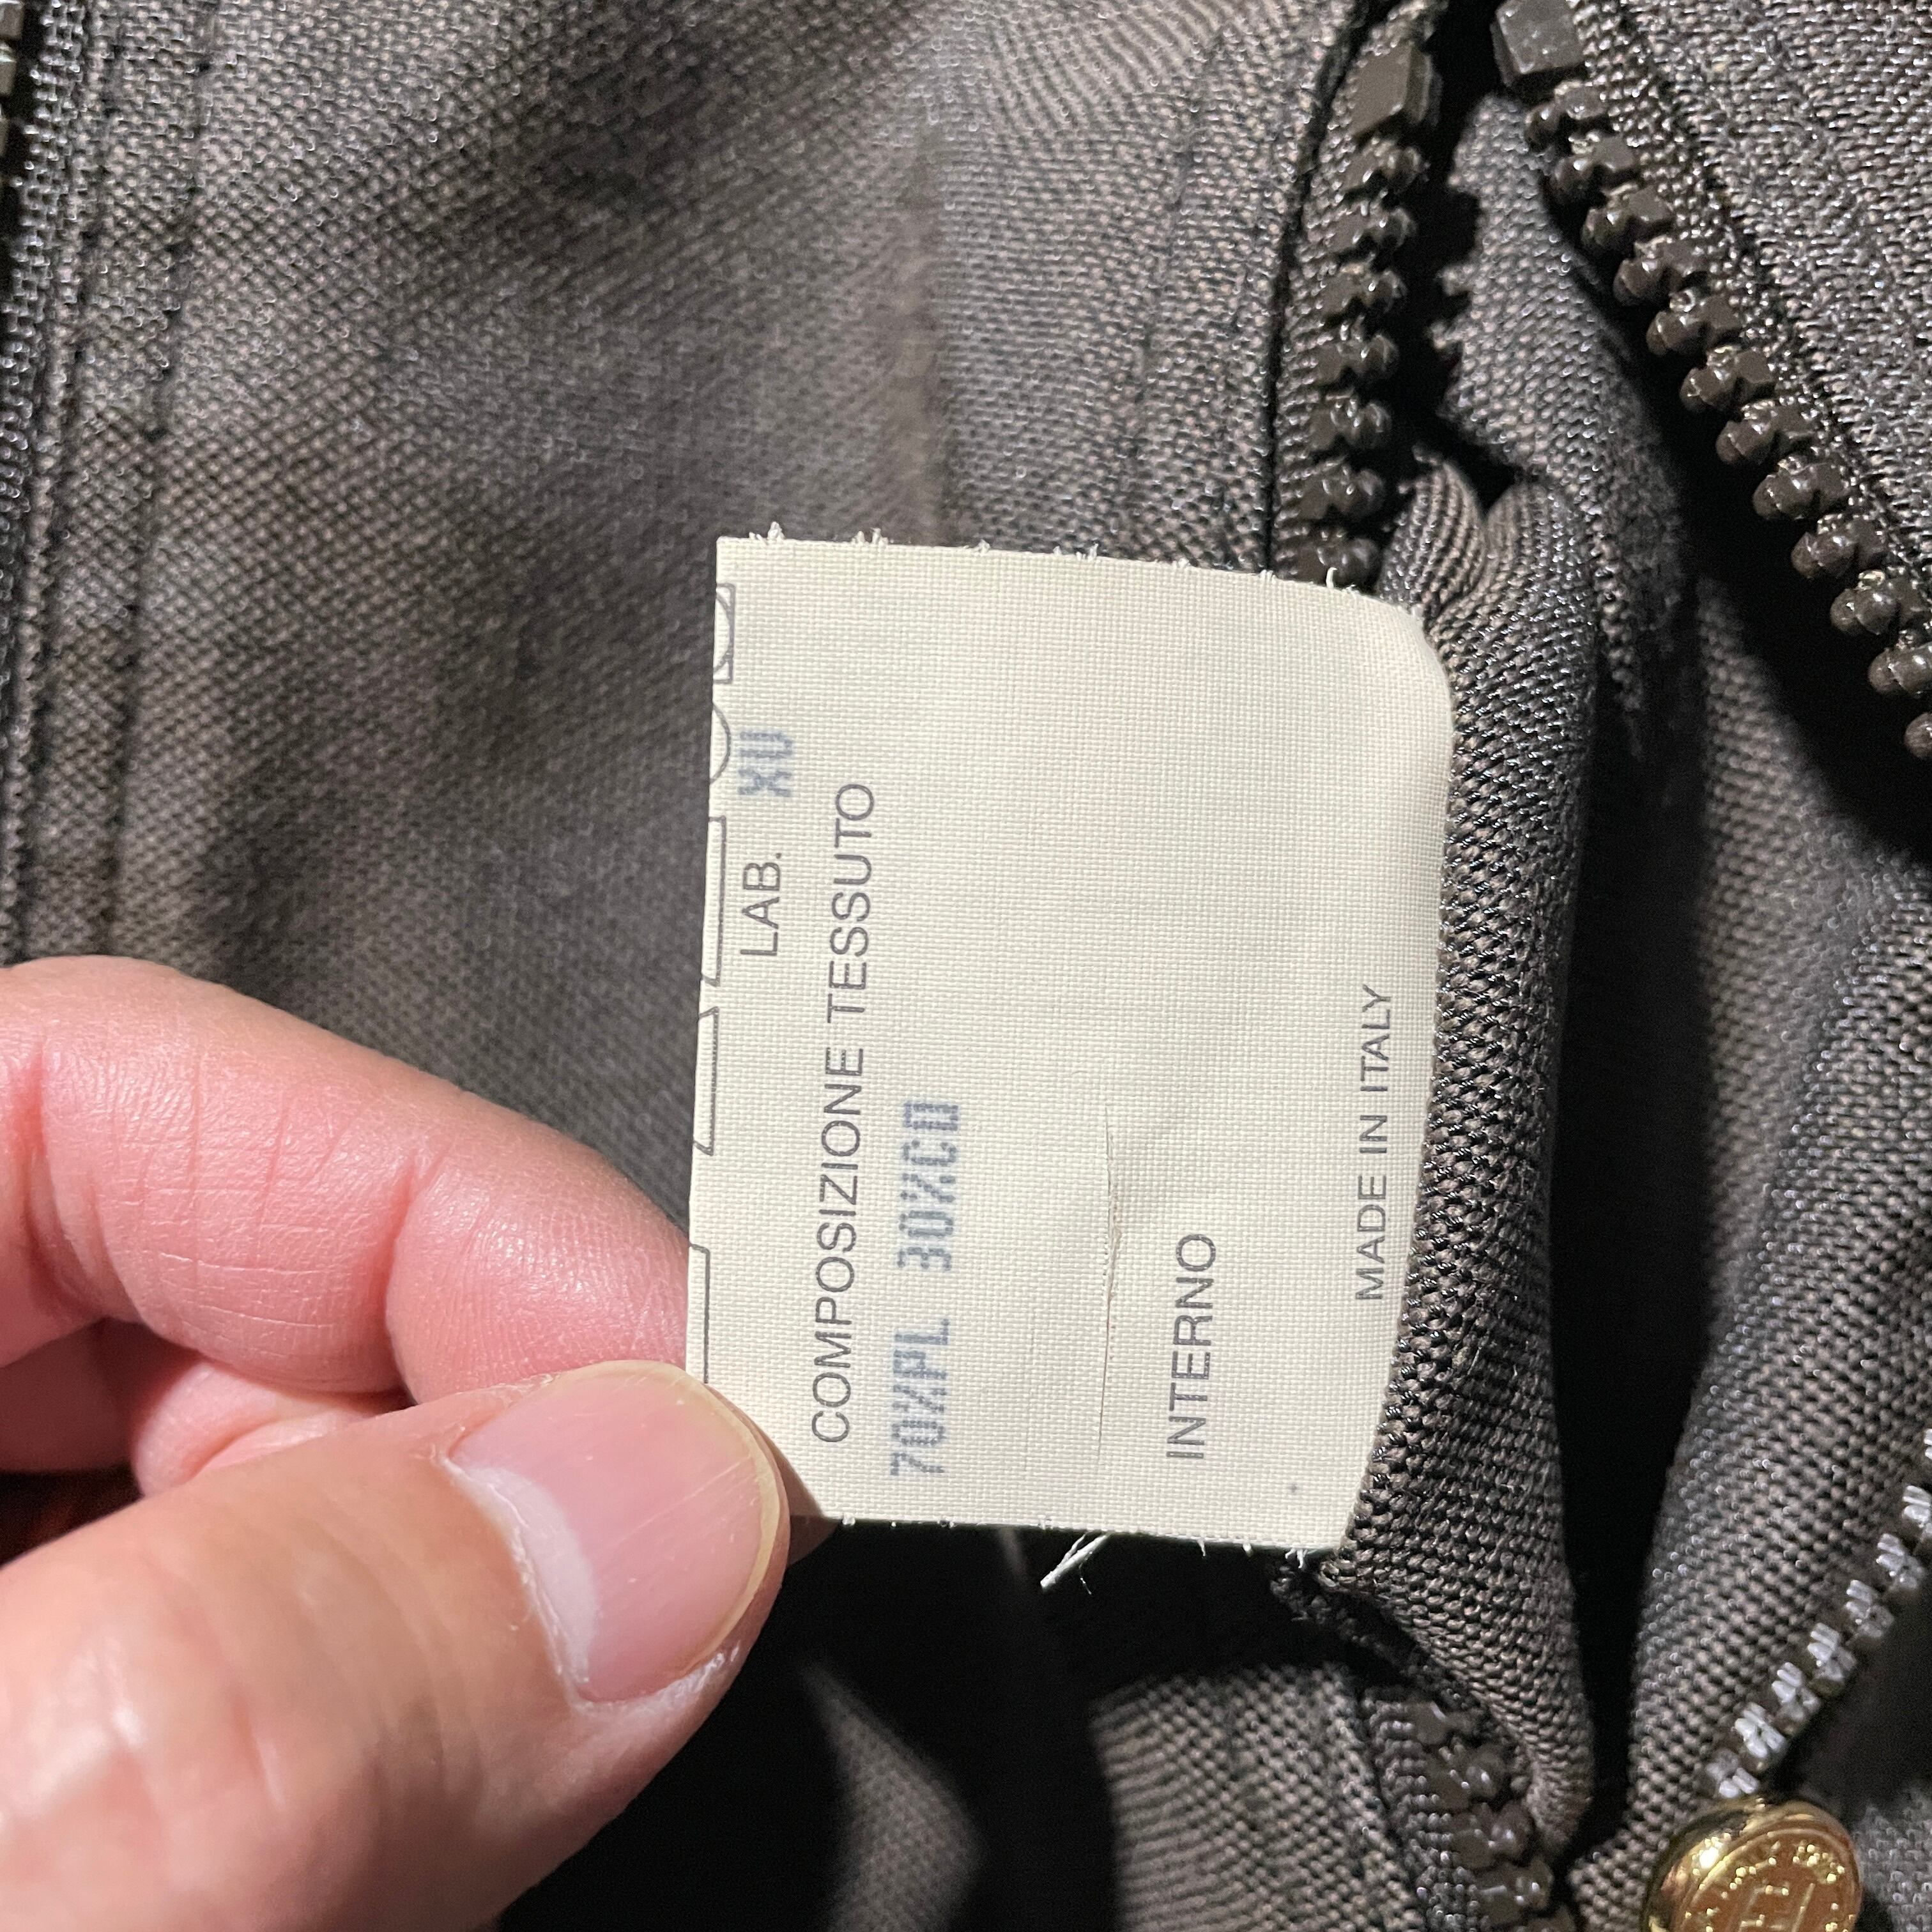 LAB. XU
COMPOSIZIONE TESSUTO
70%PL 30%CO
INTERNO
MADE IN ITALY